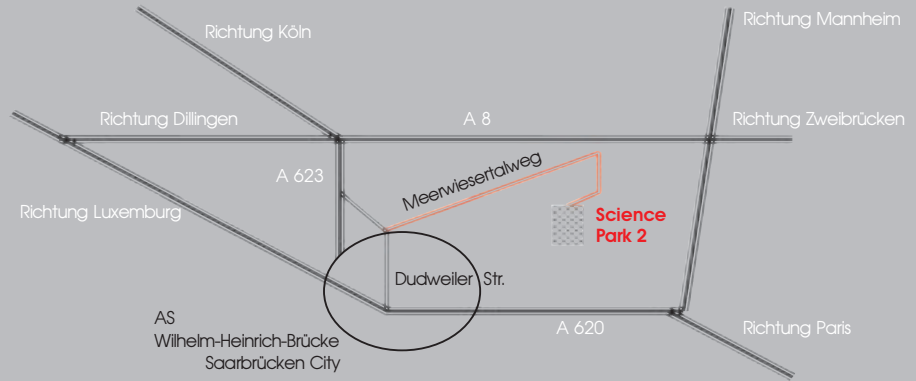 Richtung Köln
Richtung Mannheim
Richtung Dillingen
A 8
Richtung Zweibrücken
A 623
Meerwiesertalweg
Richtung Luxemburg
Science
Park 2
Dudweiler Str.
AS
Wilhelm-Heinrich-Brücke
Saarbrücken City
A 620
Richtung Paris